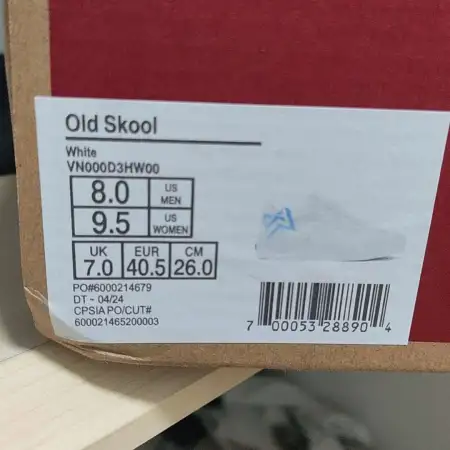 Old Skool
White
VN000D3HW00
8.0 US MEN
9.5 US WOMEN
UK EUR CM
7.0 40.5 26.0
PO#6000214679
DT - 04/24
CPSIA PO/CUT#
600021465200003
7 00053 28890 4